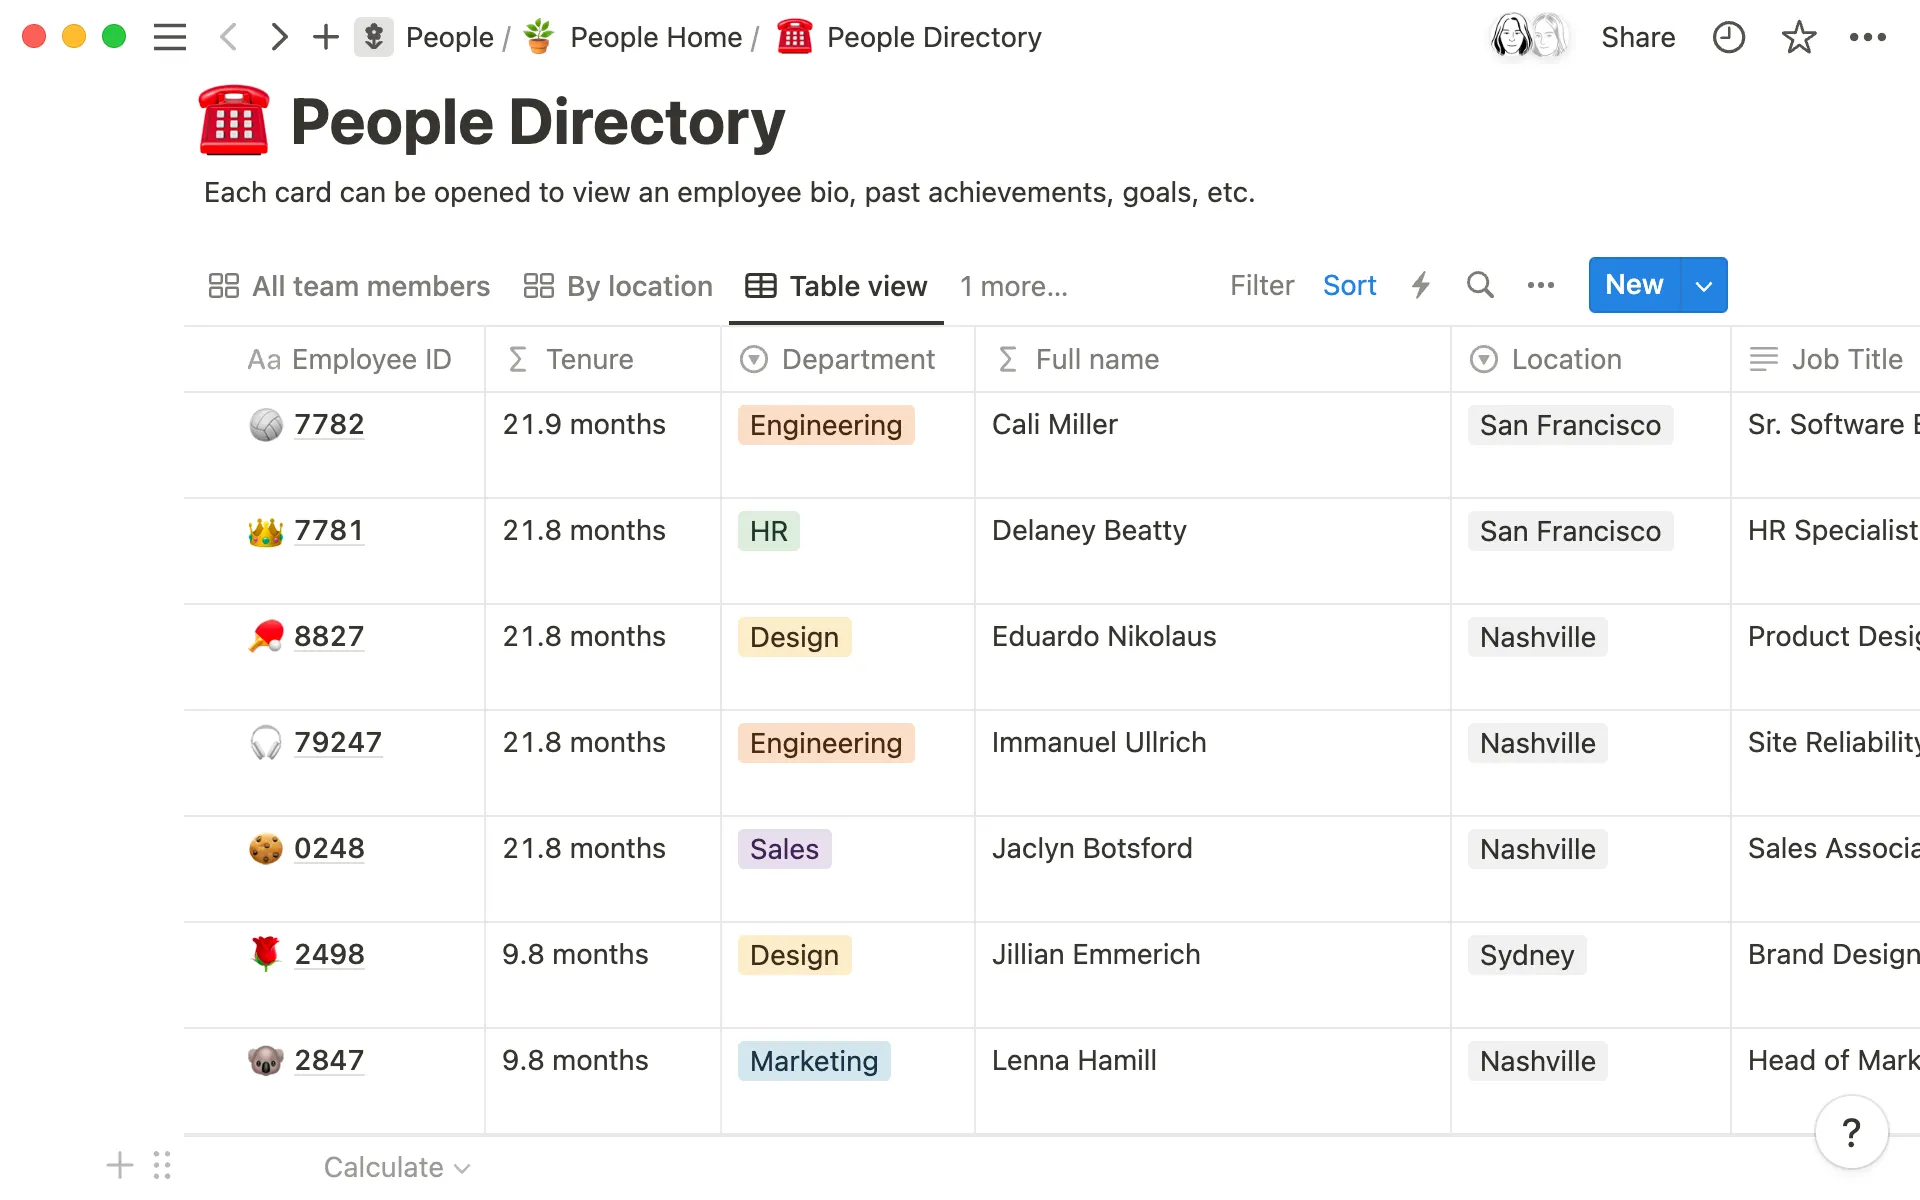 People / People Home / People Directory Share
People Directory
Each card can be opened to view an employee bio, past achievements, goals, etc.
All team members By location Table view 1 more... Filter Sort New
Aa Employee ID Σ Tenure Department Σ Full name Location Job Title
7782 21.9 months Engineering Cali Miller San Francisco Sr. Software E
7781 21.8 months HR Delaney Beatty San Francisco HR Specialist
8827 21.8 months Design Eduardo Nikolaus Nashville Product Desig
79247 21.8 months Engineering Immanuel Ullrich Nashville Site Reliability
0248 21.8 months Sales Jaclyn Botsford Nashville Sales Associa
2498 9.8 months Design Jillian Emmerich Sydney Brand Design
2847 9.8 months Marketing Lenna Hamill Nashville Head of Mark
?
Calculate